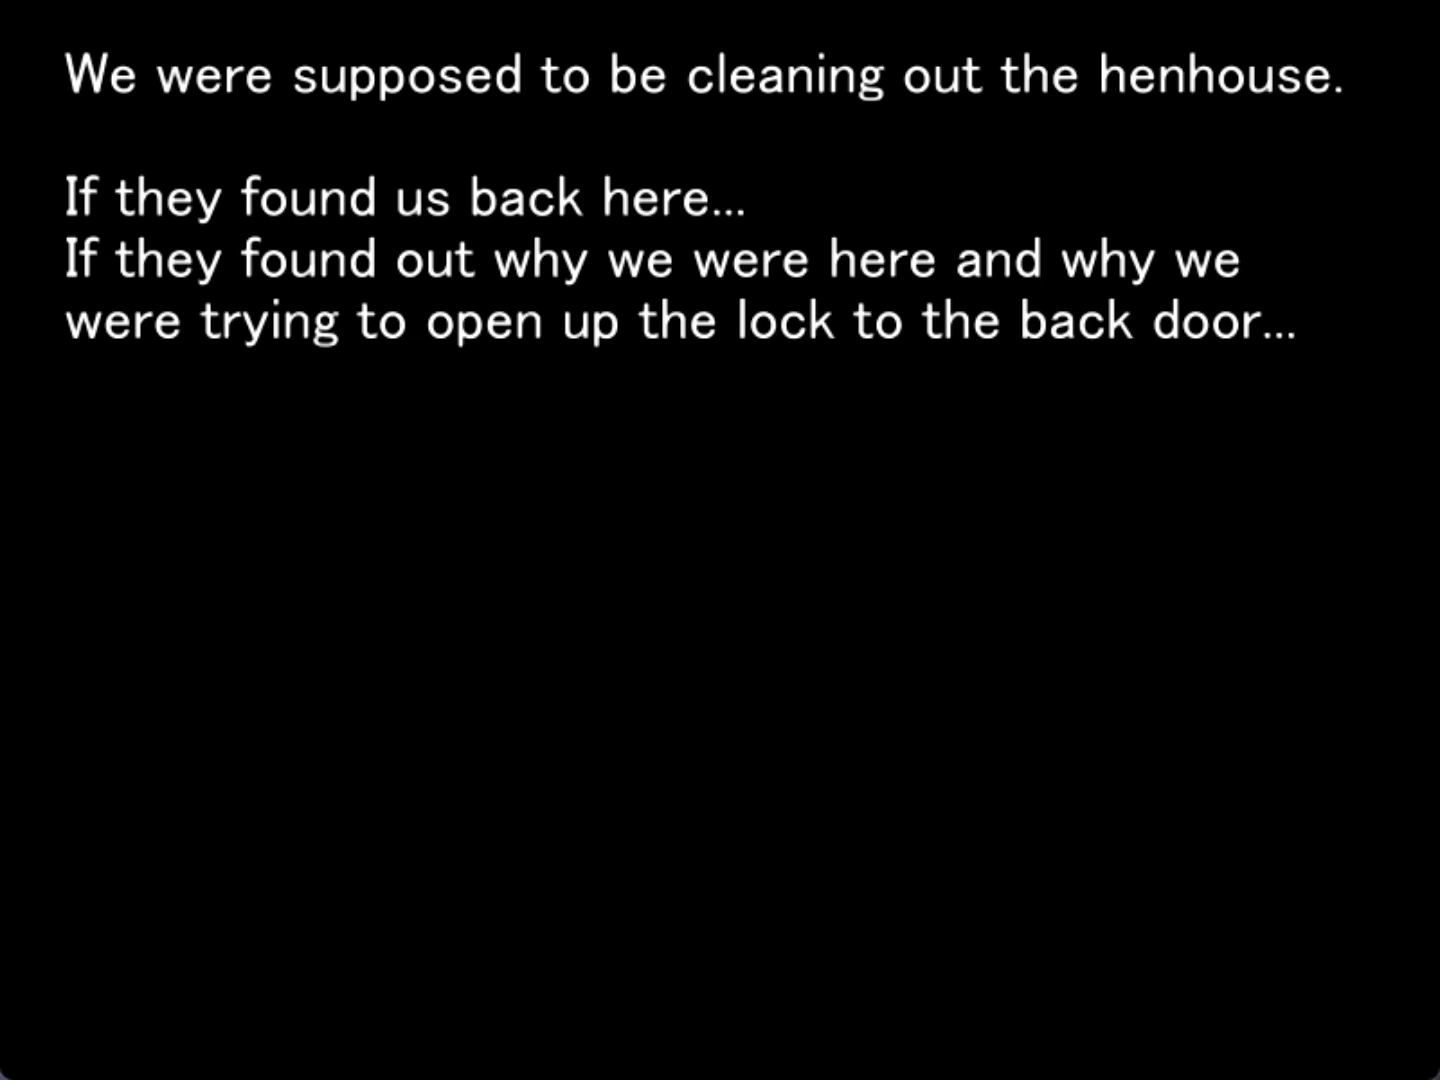 We were supposed to be cleaning out the henhouse.
If they found us back here...
If they found out why we were here and why we
were trying to open up the lock to the back door...